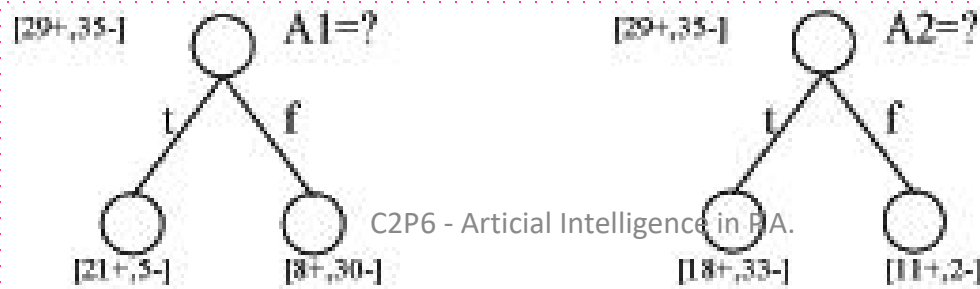 [29+,35-] A1=? [29+,35-] A2=?
t f t f
C2P6 - Articial Intelligence in P.A.
[21+,5-] [8+,30-] [18+,33-] [11+,2-]